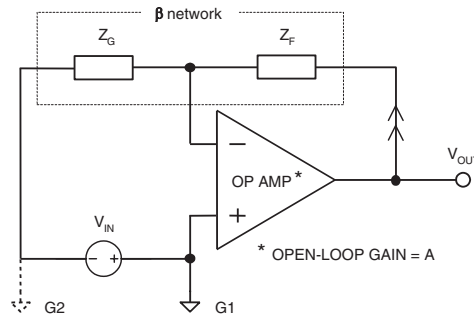 β network
Z_G
Z_F
−
OP AMP *
+
V_OUT
V_IN
− +
* OPEN-LOOP GAIN = A
G2
G1